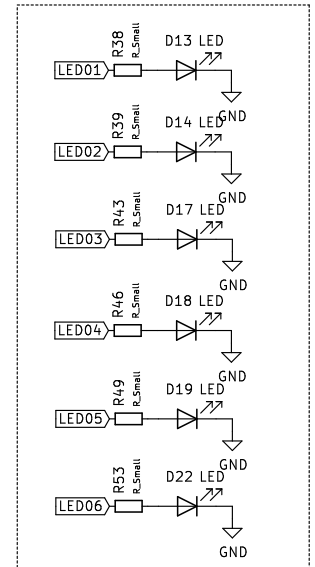 R38
R_Small
D13 LED
LED01
GND
R39
R_Small
D14 LED
LED02
GND
R43
R_Small
D17 LED
LED03
GND
R46
R_Small
D18 LED
LED04
GND
R49
R_Small
D19 LED
LED05
GND
R53
R_Small
D22 LED
LED06
GND